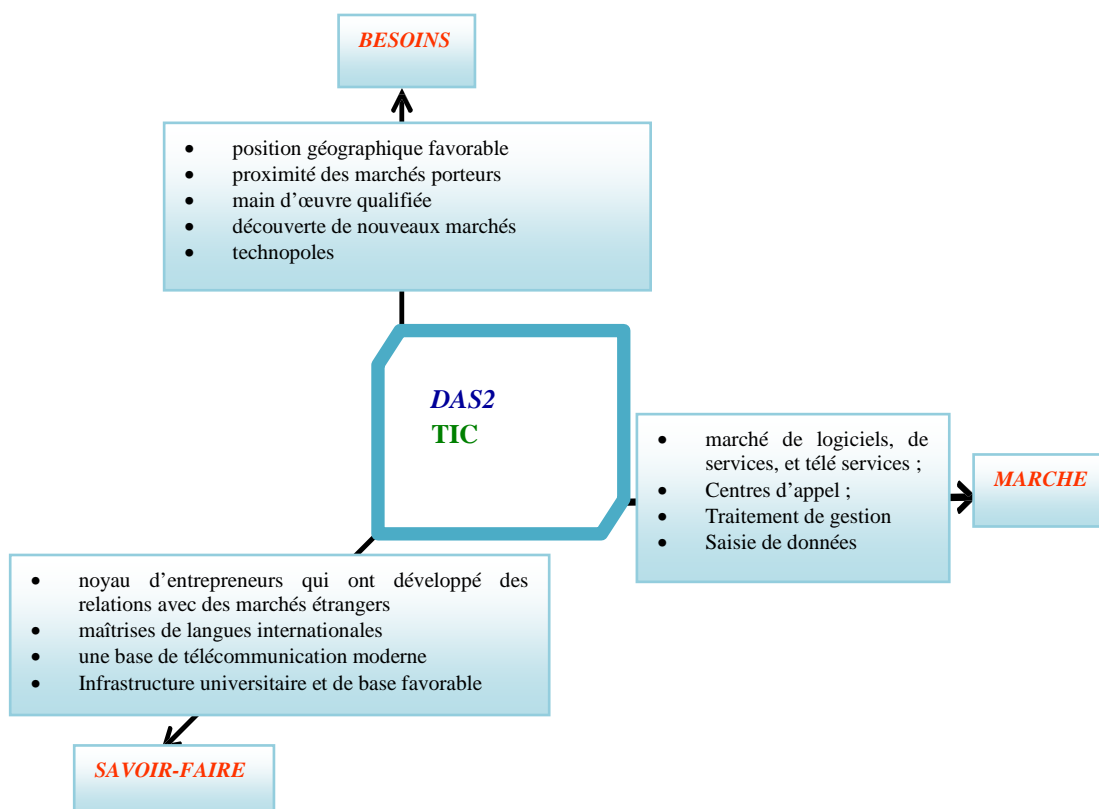 BESOINS
• position géographique favorable
• proximité des marchés porteurs
• main d’œuvre qualifiée
• découverte de nouveaux marchés
• technopoles
DAS2
TIC
• marché de logiciels, de
services, et télé services ;
• Centres d’appel ;
• Traitement de gestion
• Saisie de données
MARCHE
• noyau d’entrepreneurs qui ont développé des
relations avec des marchés étrangers
• maîtrises de langues internationales
• une base de télécommunication moderne
• Infrastructure universitaire et de base favorable
SAVOIR-FAIRE